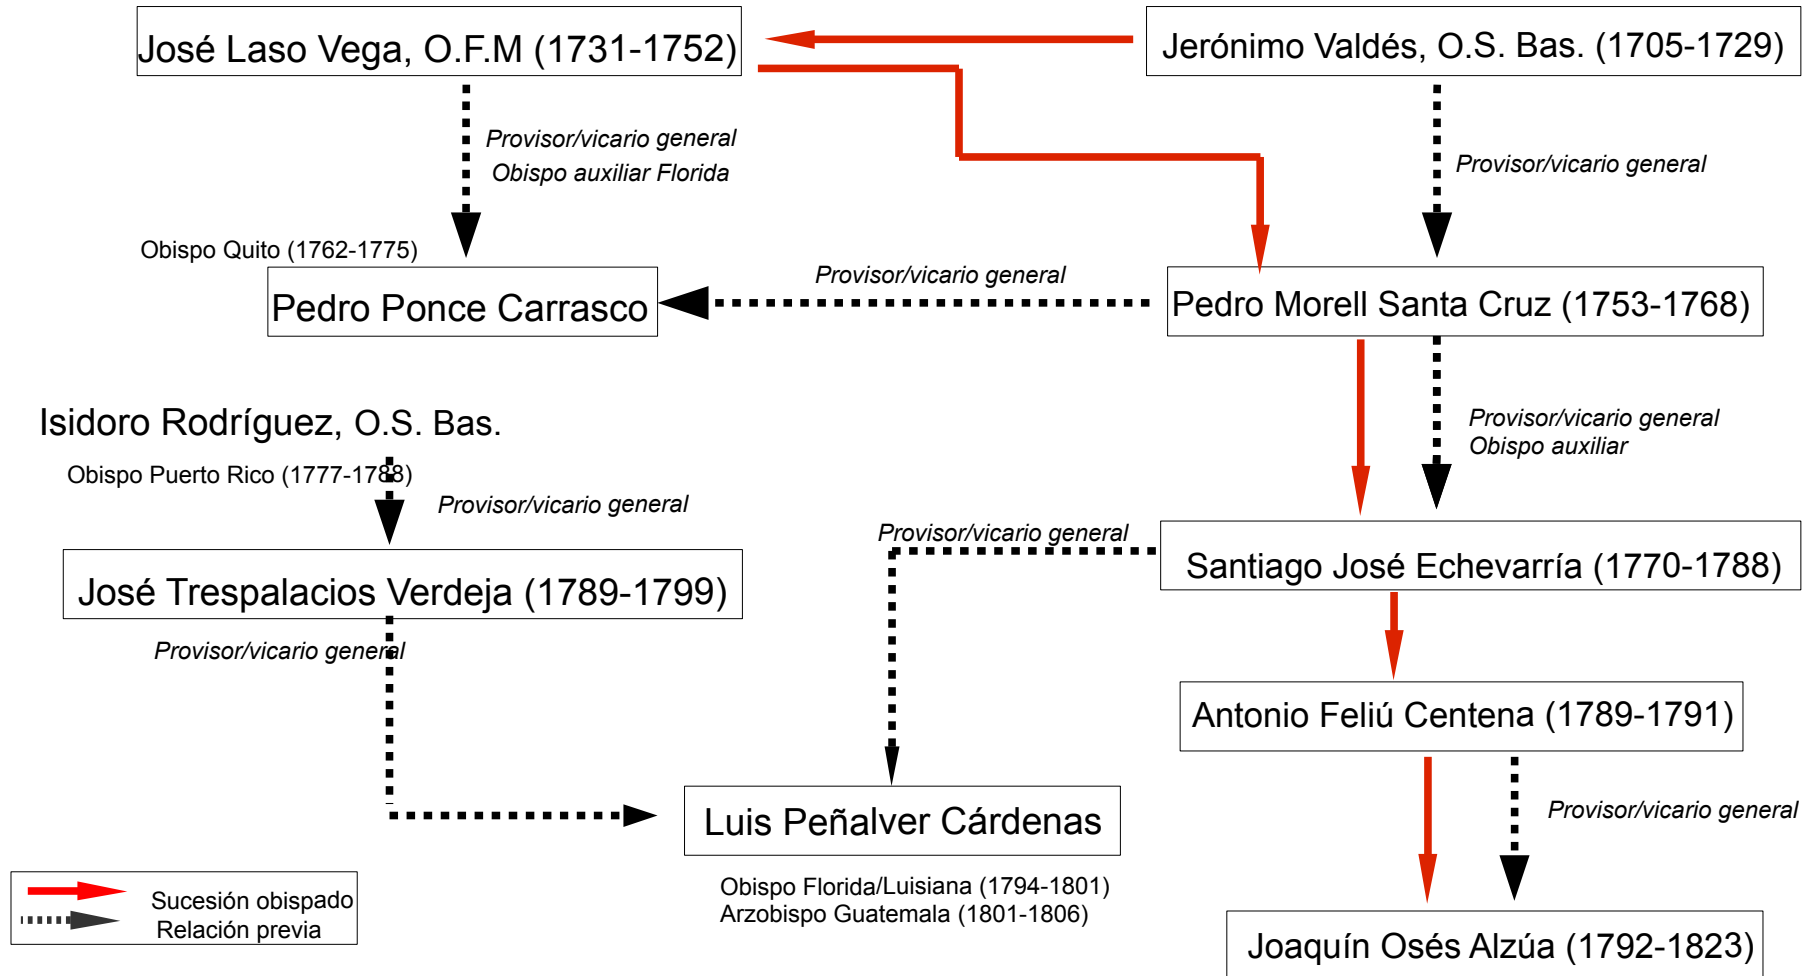 José Laso Vega, O.F.M (1731-1752)
Jerónimo Valdés, O.S. Bas. (1705-1729)
Provisor/vicario general
Obispo auxiliar Florida
Provisor/vicario general
Obispo Quito (1762-1775)
Pedro Ponce Carrasco
Provisor/vicario general
Pedro Morell Santa Cruz (1753-1768)
Isidoro Rodríguez, O.S. Bas.
Obispo Puerto Rico (1777-1788)
Provisor/vicario general
Provisor/vicario general
Obispo auxiliar
José Trespalacios Verdeja (1789-1799)
Provisor/vicario general
Provisor/vicario general
Santiago José Echevarría (1770-1788)
Antonio Feliú Centena (1789-1791)
Luis Peñalver Cárdenas
Obispo Florida/Luisiana (1794-1801)
Arzobispo Guatemala (1801-1806)
Provisor/vicario general
Joaquín Osés Alzúa (1792-1823)
Sucesión obispado
Relación previa